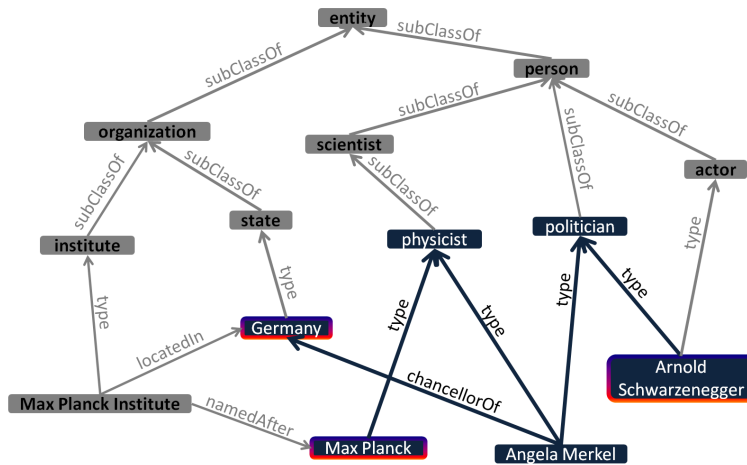 entity
subClassOf
subClassOf
person
subClassOf
subClassOf
subClassOf
organization
scientist
actor
subClassOf
subClassOf
subClassOf
state
politician
institute
physicist
type
type
type
type
type
type
type
Germany
locatedIn
chancellorOf
Arnold
Schwarzenegger
Max Planck Institute
namedAfter
Max Planck
Angela Merkel